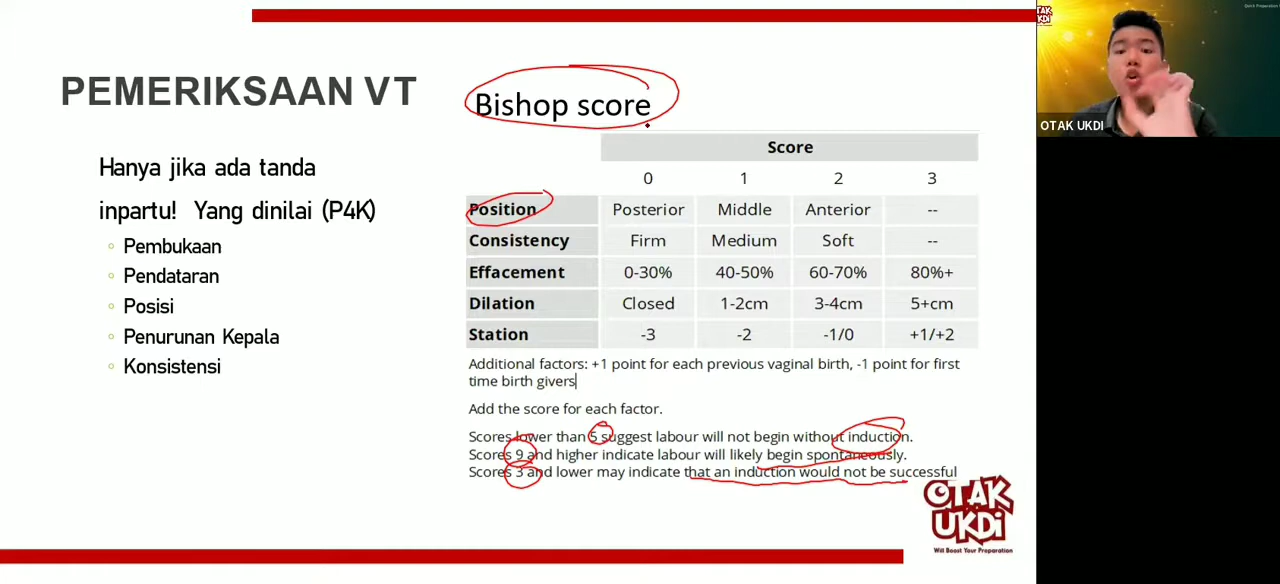 PEMERIKSAAN VT
Hanya jika ada tanda
inpartu!  Yang dinilai (P4K)
◦ Pembukaan
◦ Pendataran
◦ Posisi
◦ Penurunan Kepala
◦ Konsistensi
Bishop score
Score
0 1 2 3
Position Posterior Middle Anterior --
Consistency Firm Medium Soft --
Effacement 0-30% 40-50% 60-70% 80%+
Dilation Closed 1-2cm 3-4cm 5+cm
Station -3 -2 -1/0 +1/+2
Additional factors: +1 point for each previous vaginal birth, -1 point for first
time birth givers
Add the score for each factor.
Scores lower than 5 suggest labour will not begin without induction.
Scores 9 and higher indicate labour will likely begin spontaneously.
Scores 3 and lower may indicate that an induction would not be successful
OTAK
UKDi
Will Boost Your Preparation
TAK
UKDi
OTAK UKDI